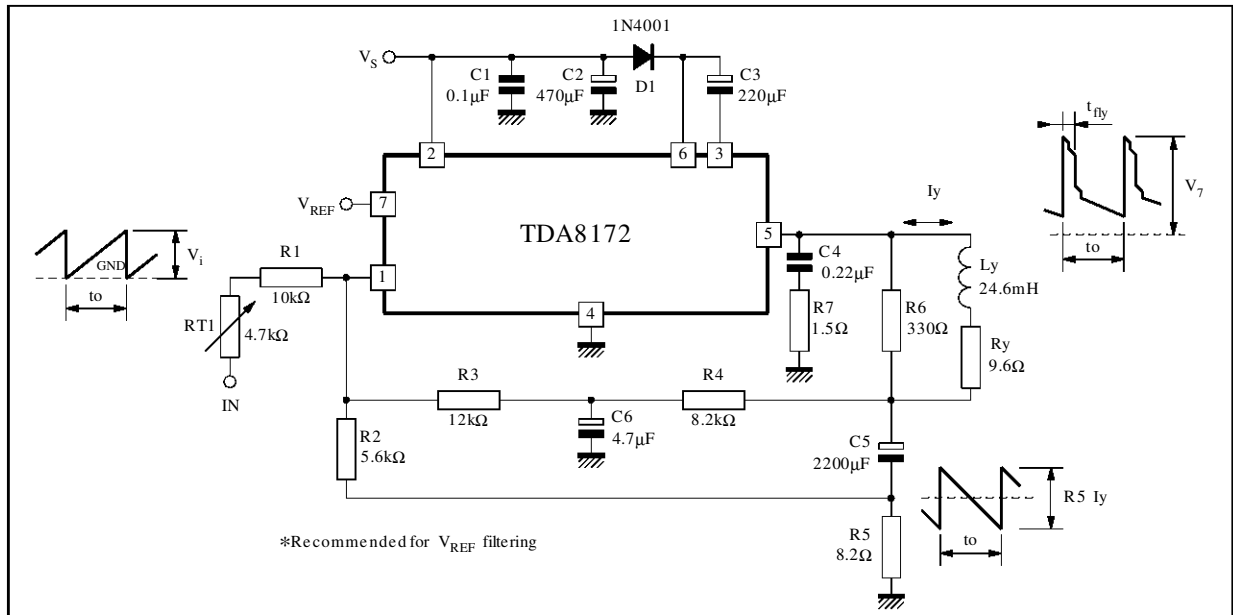 1N4001
V_S
C1
0.1µF
C2
470µF
D1
C3
220µF
t_fly
2
6
3
V_7
V_REF
7
Iy
TDA8172
5
to
V_i
GND
to
R1
10kΩ
1
C4
0.22µF
Ly
24.6mH
RT1
4.7kΩ
4
R7
1.5Ω
R6
330Ω
Ry
9.6Ω
IN
R3
12kΩ
R4
8.2kΩ
C6
4.7µF
R2
5.6kΩ
C5
2200µF
R5 Iy
to
R5
8.2Ω
*Recommended for V_REF filtering